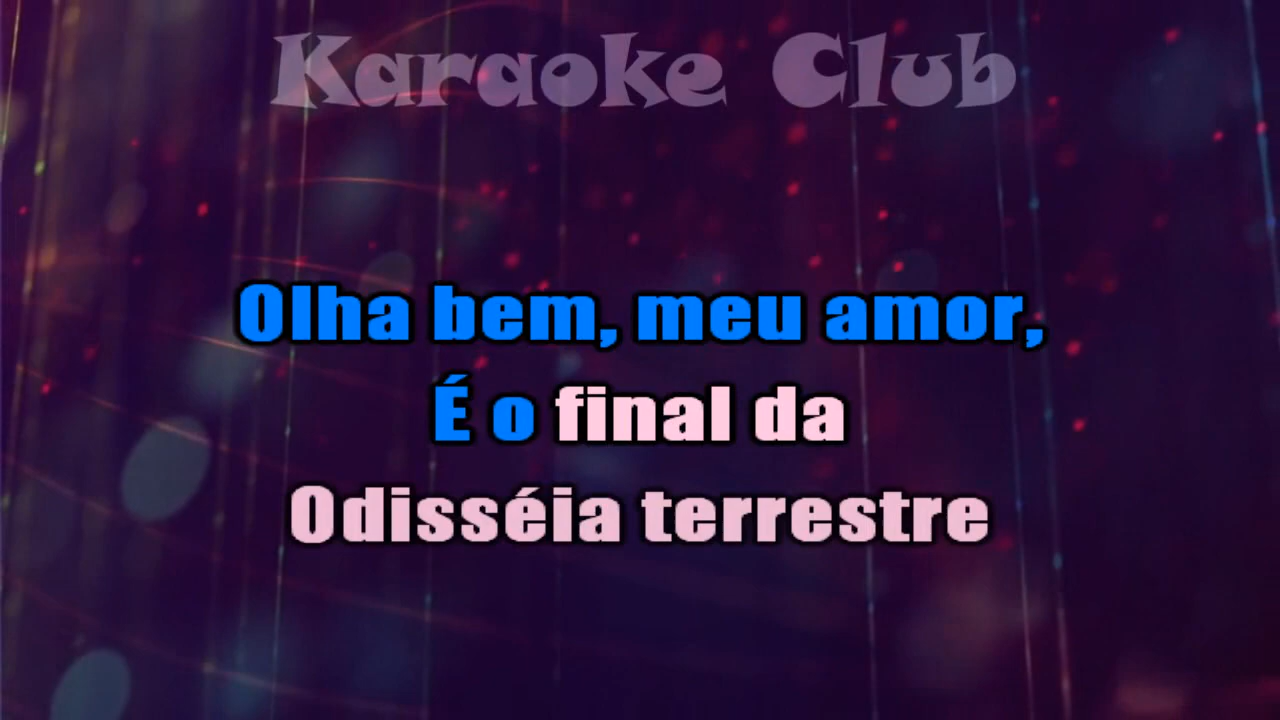 Karaoke Club
Olha bem, meu amor,
É o final da
Odisséia terrestre